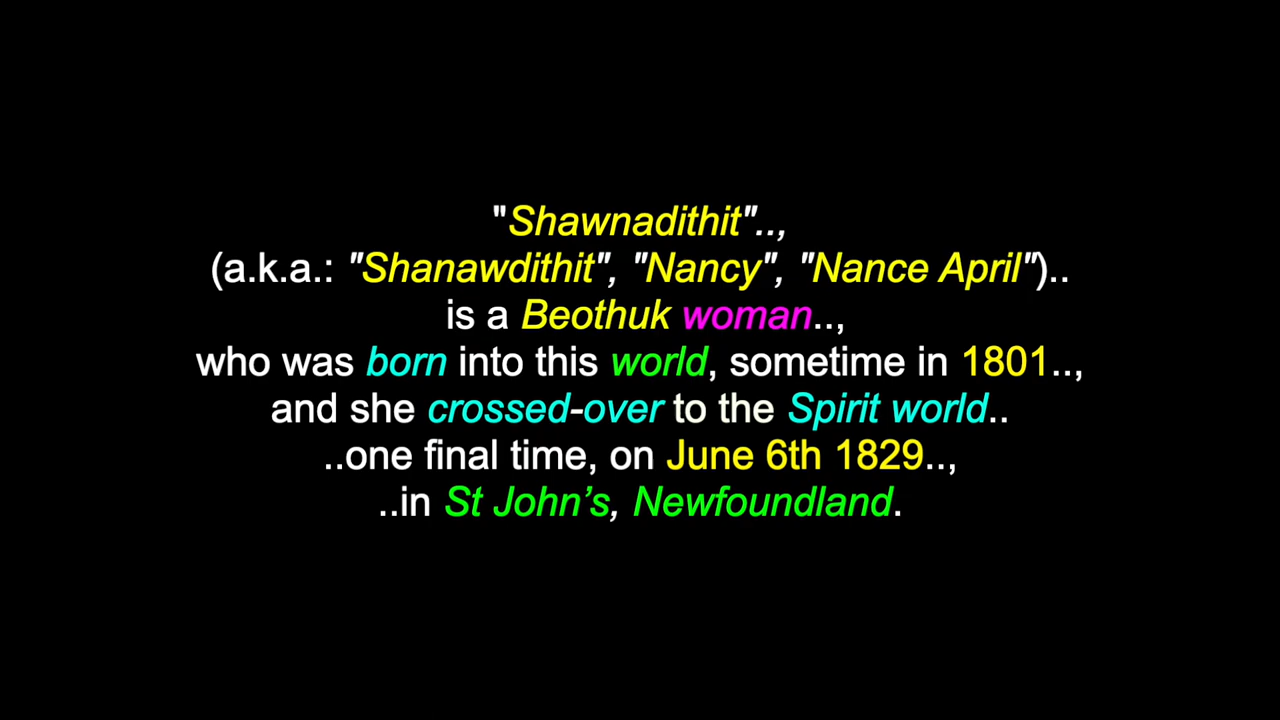 "Shawnadithit"..,
(a.k.a.: "Shanawdithit", "Nancy", "Nance April")..
is a Beothuk woman..,
who was born into this world, sometime in 1801..,
and she crossed-over to the Spirit world..
..one final time, on June 6th 1829..,
..in St John’s, Newfoundland.